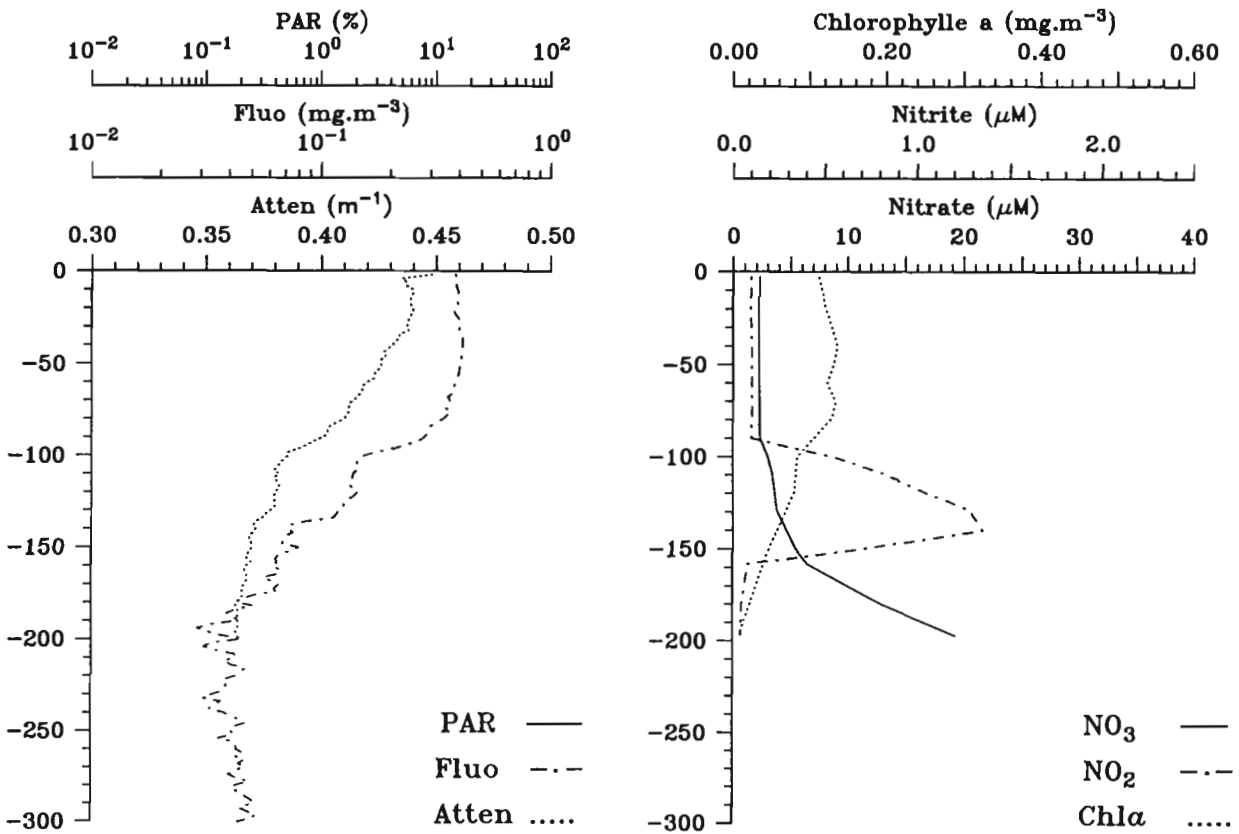 PAR (%)
10⁻² 10⁻¹ 10⁰ 10¹ 10²
Fluo (mg.m⁻³)
10⁻² 10⁻¹ 10⁰
Atten (m⁻¹)
0.30 0.35 0.40 0.45 0.50
0
-50
-100
-150
-200
-250
-300
PAR
Fluo
Atten
Chlorophylle a (mg.m⁻³)
0.00 0.20 0.40 0.60
Nitrite (μM)
0.0 1.0 2.0
Nitrate (μM)
0 10 20 30 40
0
-50
-100
-150
-200
-250
-300
NO₃
NO₂
Chlα